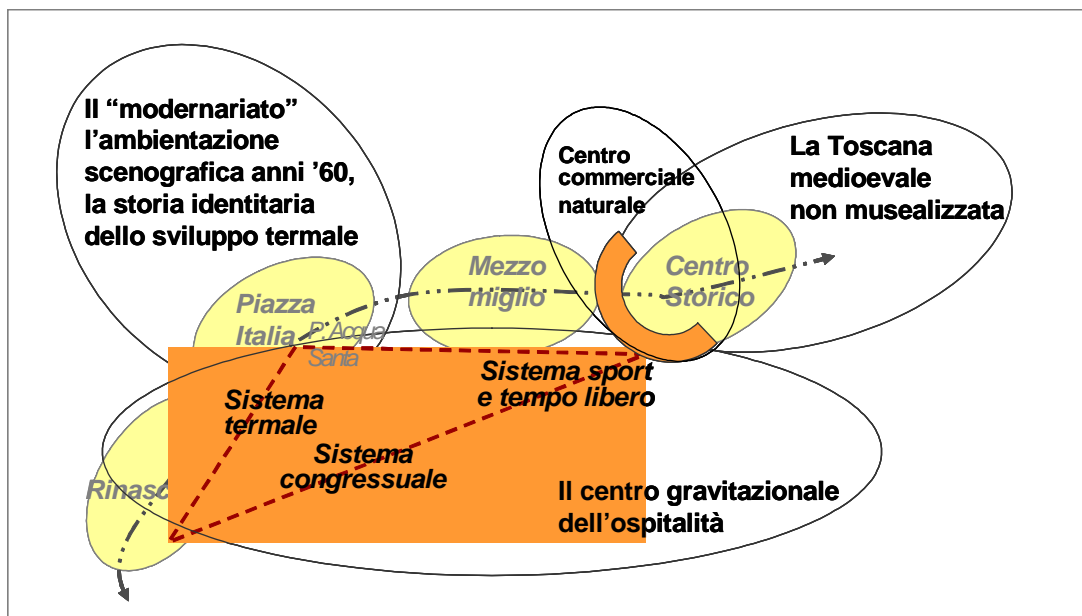 Il “modernariato”
l’ambientazione
scenografica anni ’60,
la storia identitaria
dello sviluppo termale
Centro
commerciale
naturale
La Toscana
medioevale
non musealizzata
Mezzo
miglio
Centro
Storico
Piazza
Italia
P. Acqua
Santa
Sistema sport
e tempo libero
Sistema
termale
Sistema
congressuale
Rinasc
Il centro gravitazionale
dell’ospitalità